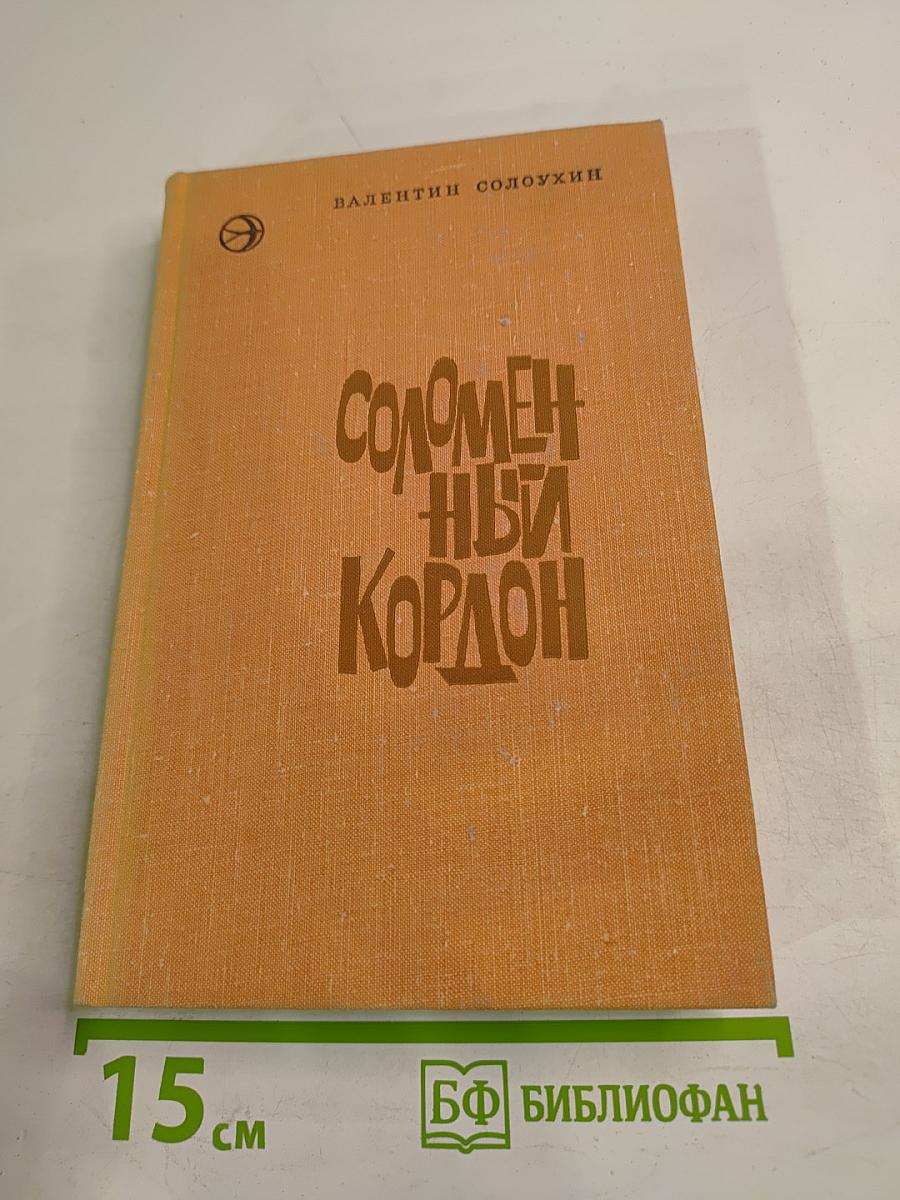 ВАЛЕНТИН СОЛОУХИН
СОЛОМЕН
НЫЙ
КОРДОН
15 см
БФ БИБЛИОФАН